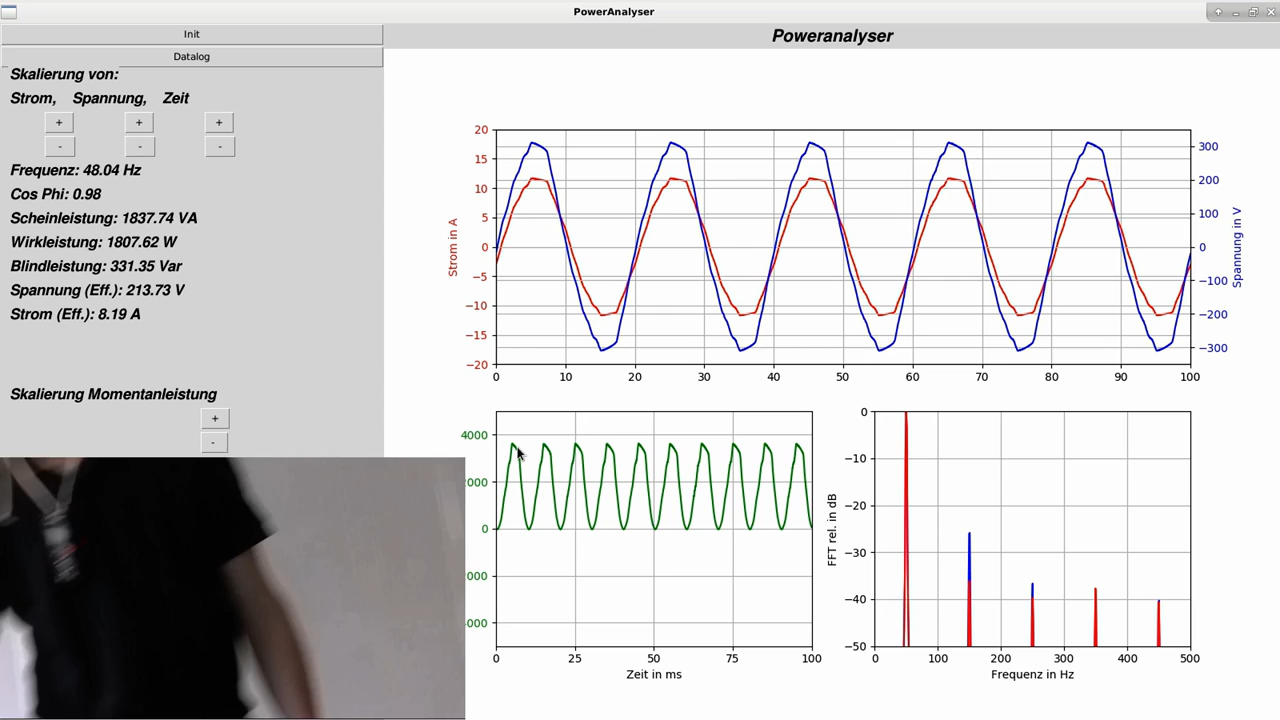 PowerAnalyser
Init
Datalog
Poweranalyser
Skalierung von:
Strom, Spannung, Zeit
+ + +
- - -
Frequenz: 48.04 Hz
Cos Phi: 0.98
Scheinleistung: 1837.74 VA
Wirkleistung: 1807.62 W
Blindleistung: 331.35 Var
Spannung (Eff.): 213.73 V
Strom (Eff.): 8.19 A
Skalierung Momentanleistung
+
-
20
15
10
5
0
−5
−10
−15
−20
Strom in A
300
200
100
0
−100
−200
−300
Spannung in V
0 10 20 30 40 50 60 70 80 90 100
4000
2000
0
0 25 50 75 100
Zeit in ms
0
−10
−20
−30
−40
−50
FFT rel. in dB
0 100 200 300 400 500
Frequenz in Hz